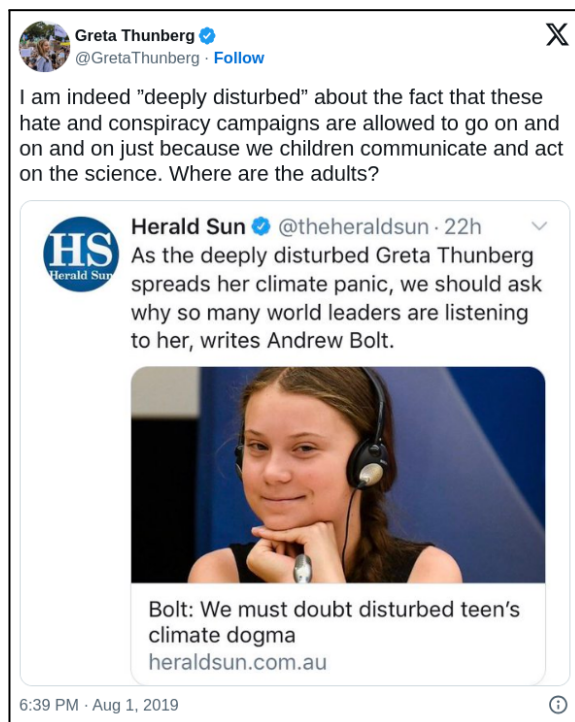 Greta Thunberg
@GretaThunberg · Follow
I am indeed ”deeply disturbed” about the fact that these
hate and conspiracy campaigns are allowed to go on and
on and on just because we children communicate and act
on the science. Where are the adults?
HS
Herald Sun
Herald Sun @theheraldsun · 22h
As the deeply disturbed Greta Thunberg
spreads her climate panic, we should ask
why so many world leaders are listening
to her, writes Andrew Bolt.
Bolt: We must doubt disturbed teen's
climate dogma
heraldsun.com.au
6:39 PM · Aug 1, 2019